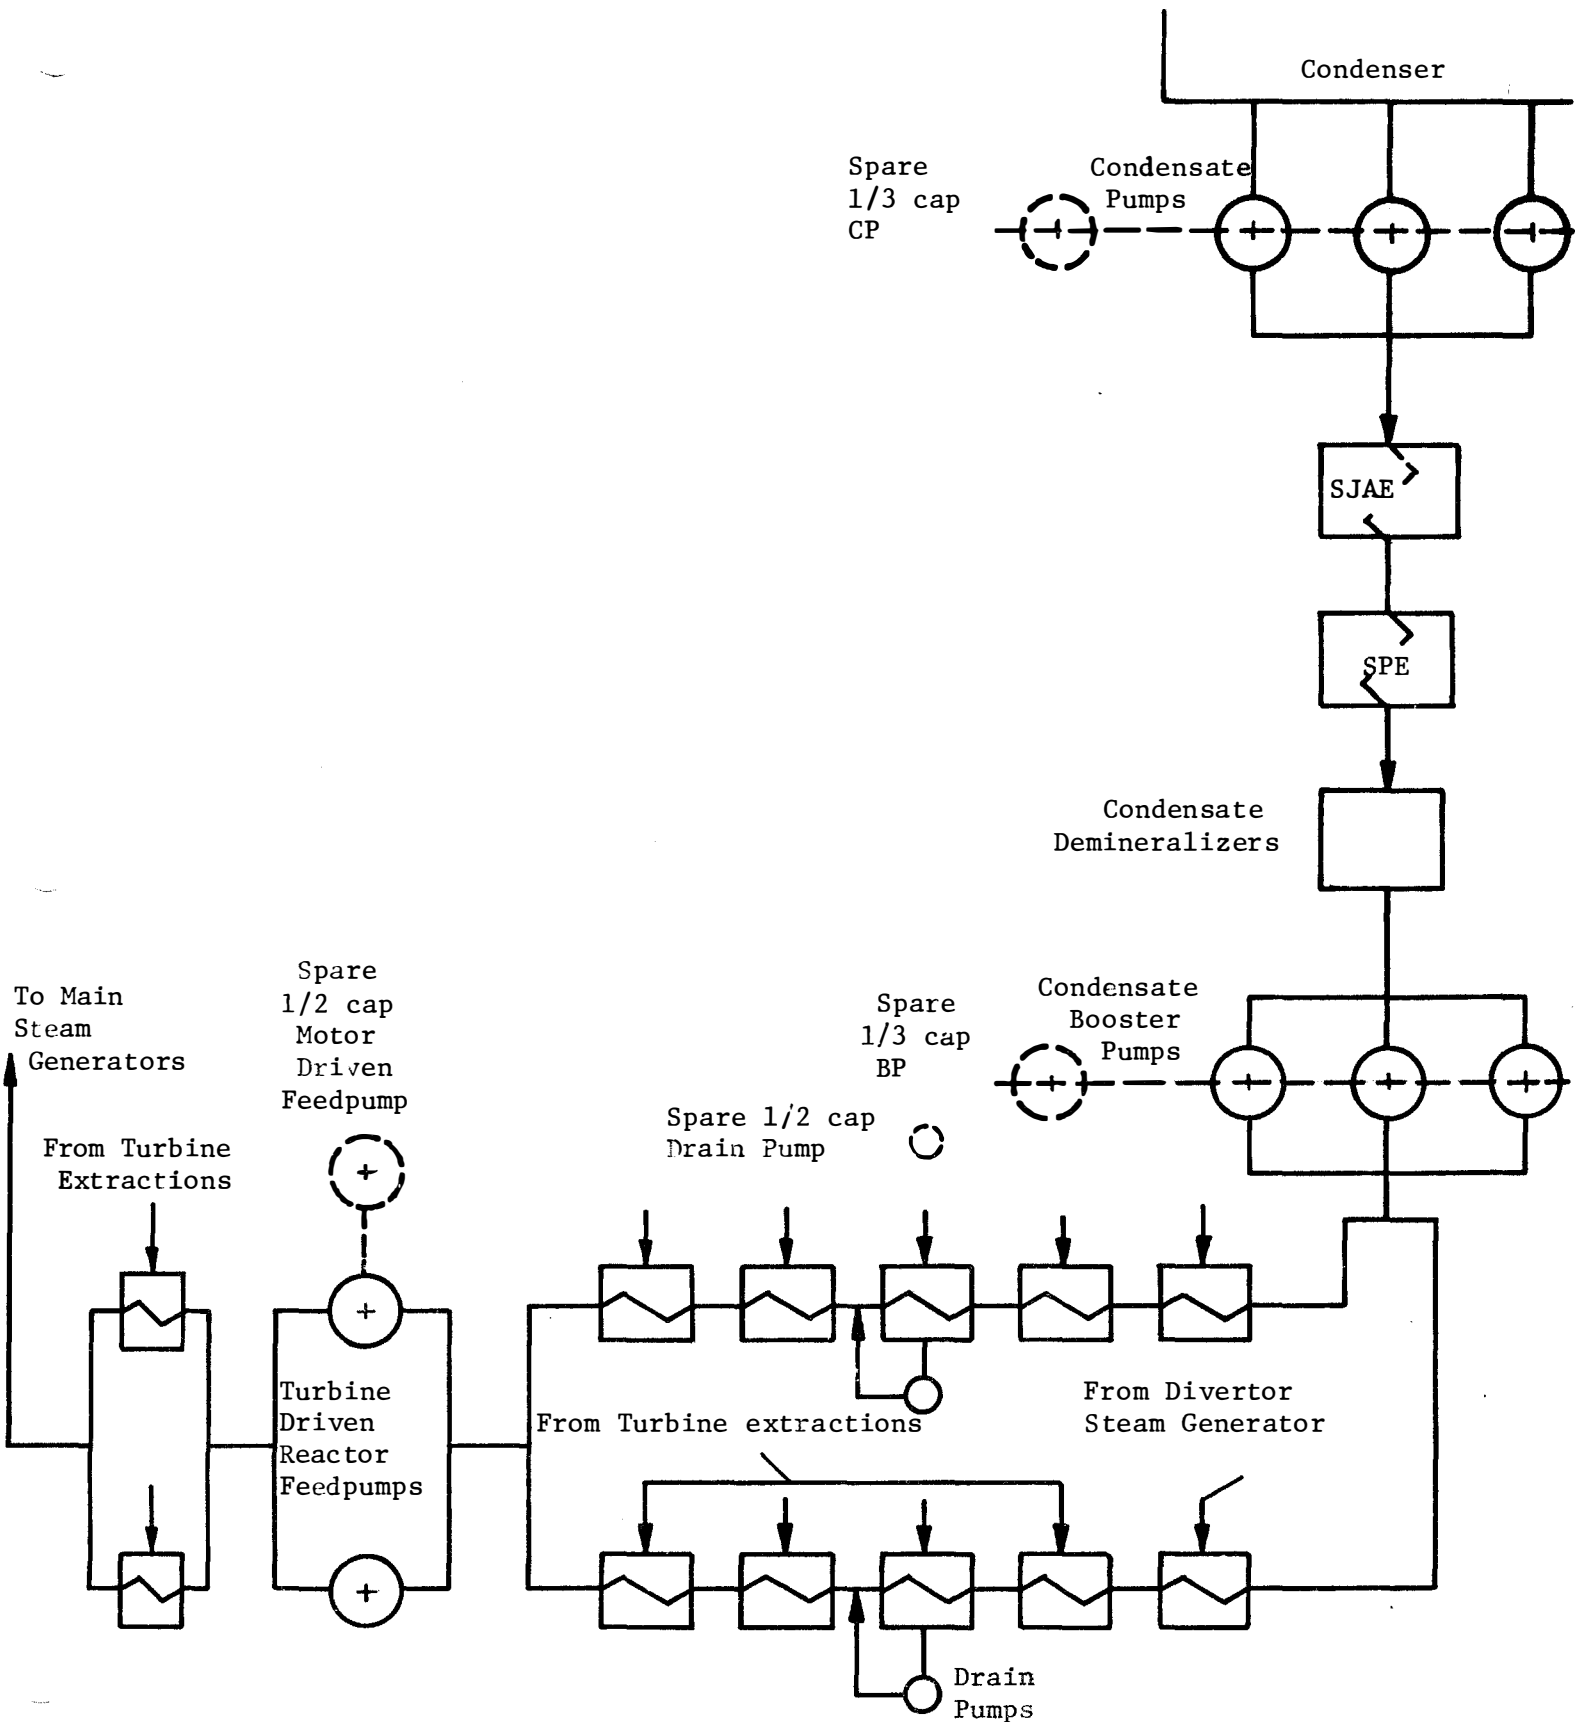 Condenser
Spare
1/3 cap
CP
Condensate
Pumps
SJAE
SPE
Condensate
Demineralizers
Condensate
Booster
Pumps
Spare
1/3 cap
BP
Spare 1/2 cap
Drain Pump
Spare
1/2 cap
Motor
Driven
Feedpump
To Main
Steam
Generators
From Turbine
Extractions
Turbine
Driven
Reactor
Feedpumps
From Turbine extractions
From Divertor
Steam Generator
Drain
Pumps